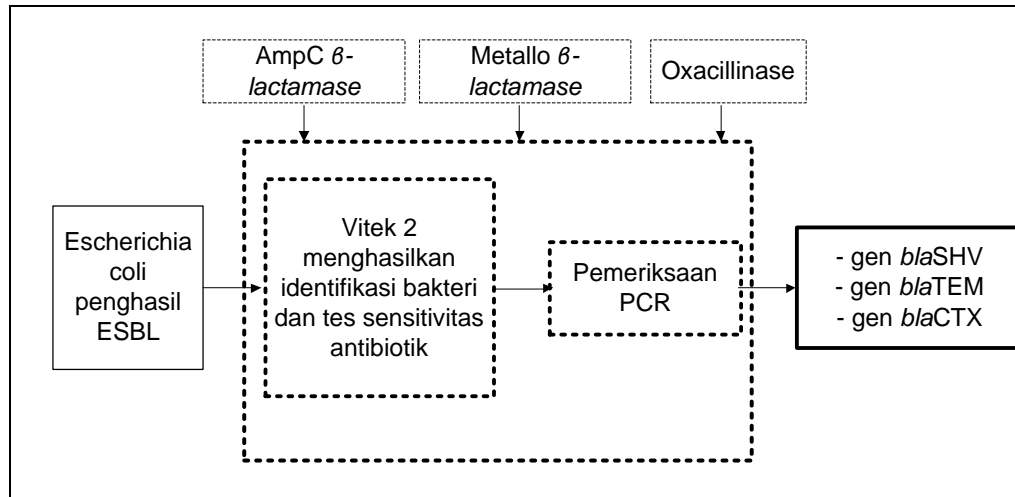 AmpC β-
lactamase
Metallo β-
lactamase
Oxacillinase
Escherichia
coli
penghasil
ESBL
Vitek 2
menghasilkan
identifikasi bakteri
dan tes sensitivitas
antibiotik
Pemeriksaan
PCR
- gen blaSHV
- gen blaTEM
- gen blaCTX